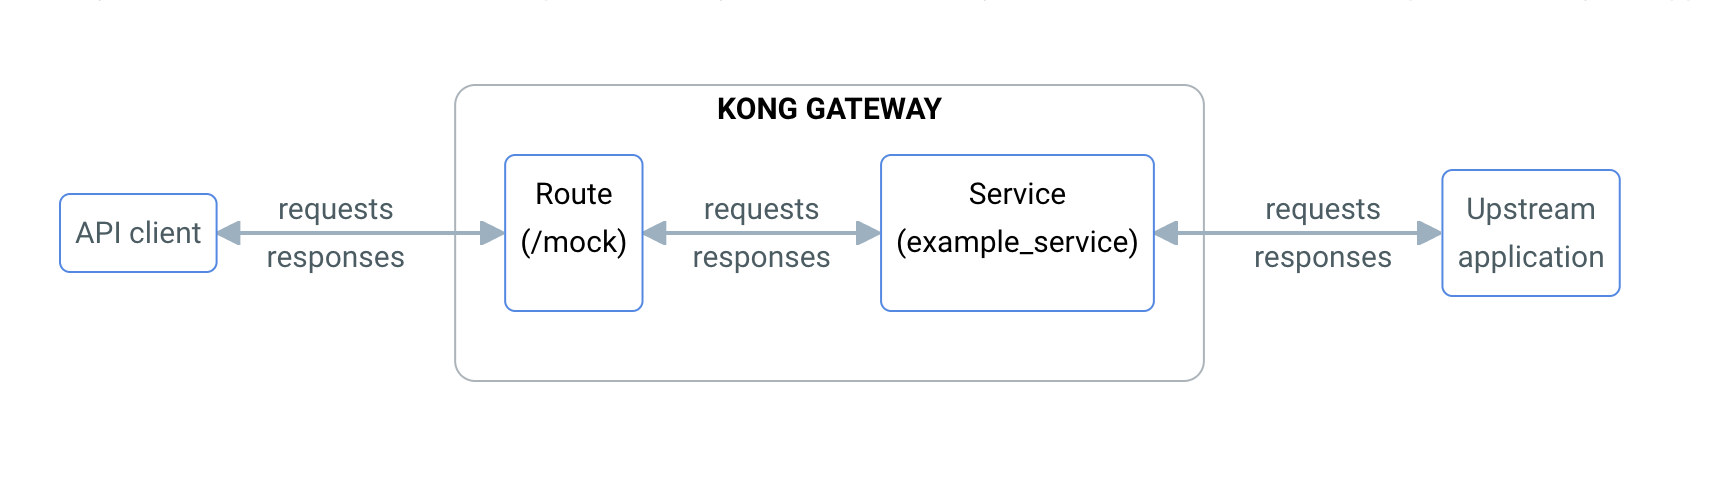 KONG GATEWAY
API client
requests
responses
Route
(/mock)
requests
responses
Service
(example_service)
requests
responses
Upstream
application